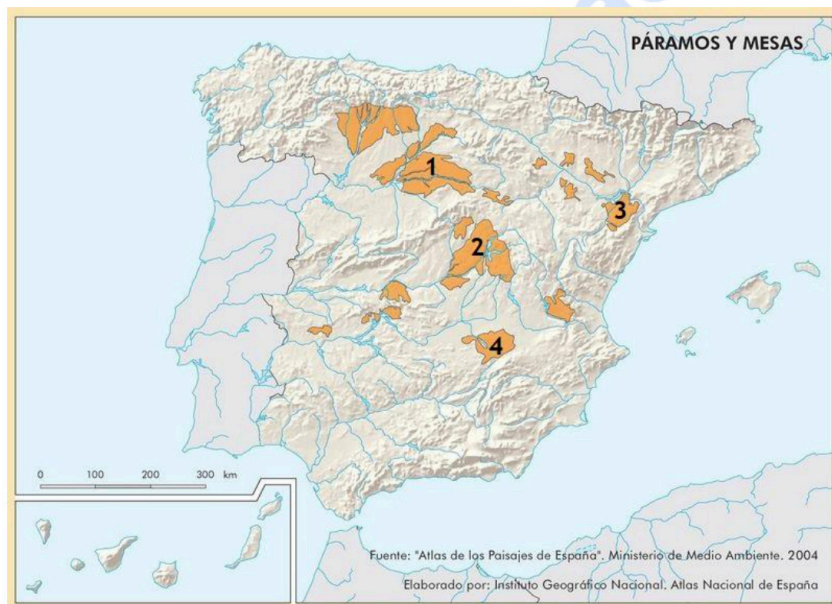 PÁRAMOS Y MESAS
1
3
2
4
0 100 200 300 km
Fuente: "Atlas de los Paisajes de España". Ministerio de Medio Ambiente. 2004
Elaborado por: Instituto Geográfico Nacional. Atlas Nacional de España